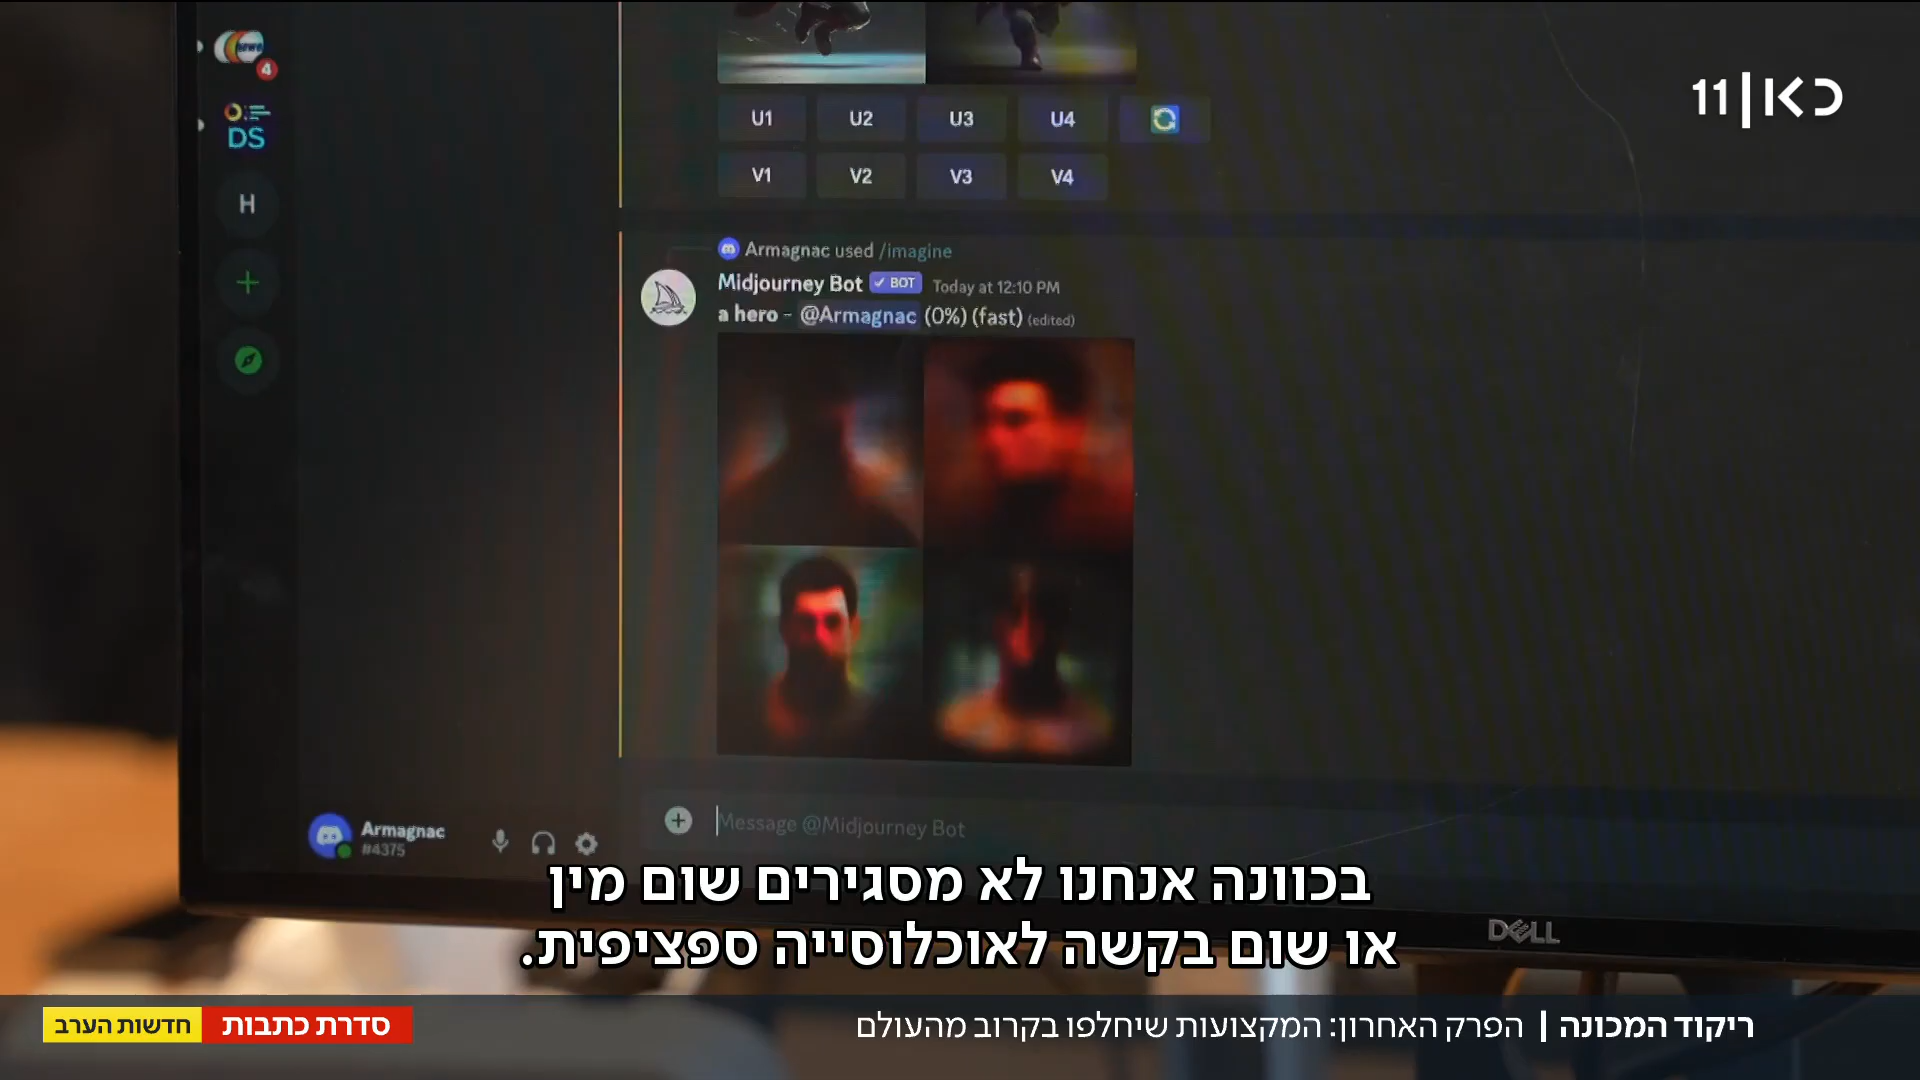 4
DS
H
כאן 11
U1 U2 U3 U4
V1 V2 V3 V4
Armagnac used /imagine
Midjourney Bot BOT Today at 12:10 PM
a hero - @Armagnac (0%) (fast) (edited)
Message @Midjourney Bot
Armagnac
#4375
DELL
בכוונה אנחנו לא מסגירים שום מין
או שום בקשה לאוכלוסייה ספציפית.
ריקוד המכונה | הפרק האחרון: המקצועות שיחלפו בקרוב מהעולם
סדרת כתבות
חדשות הערב